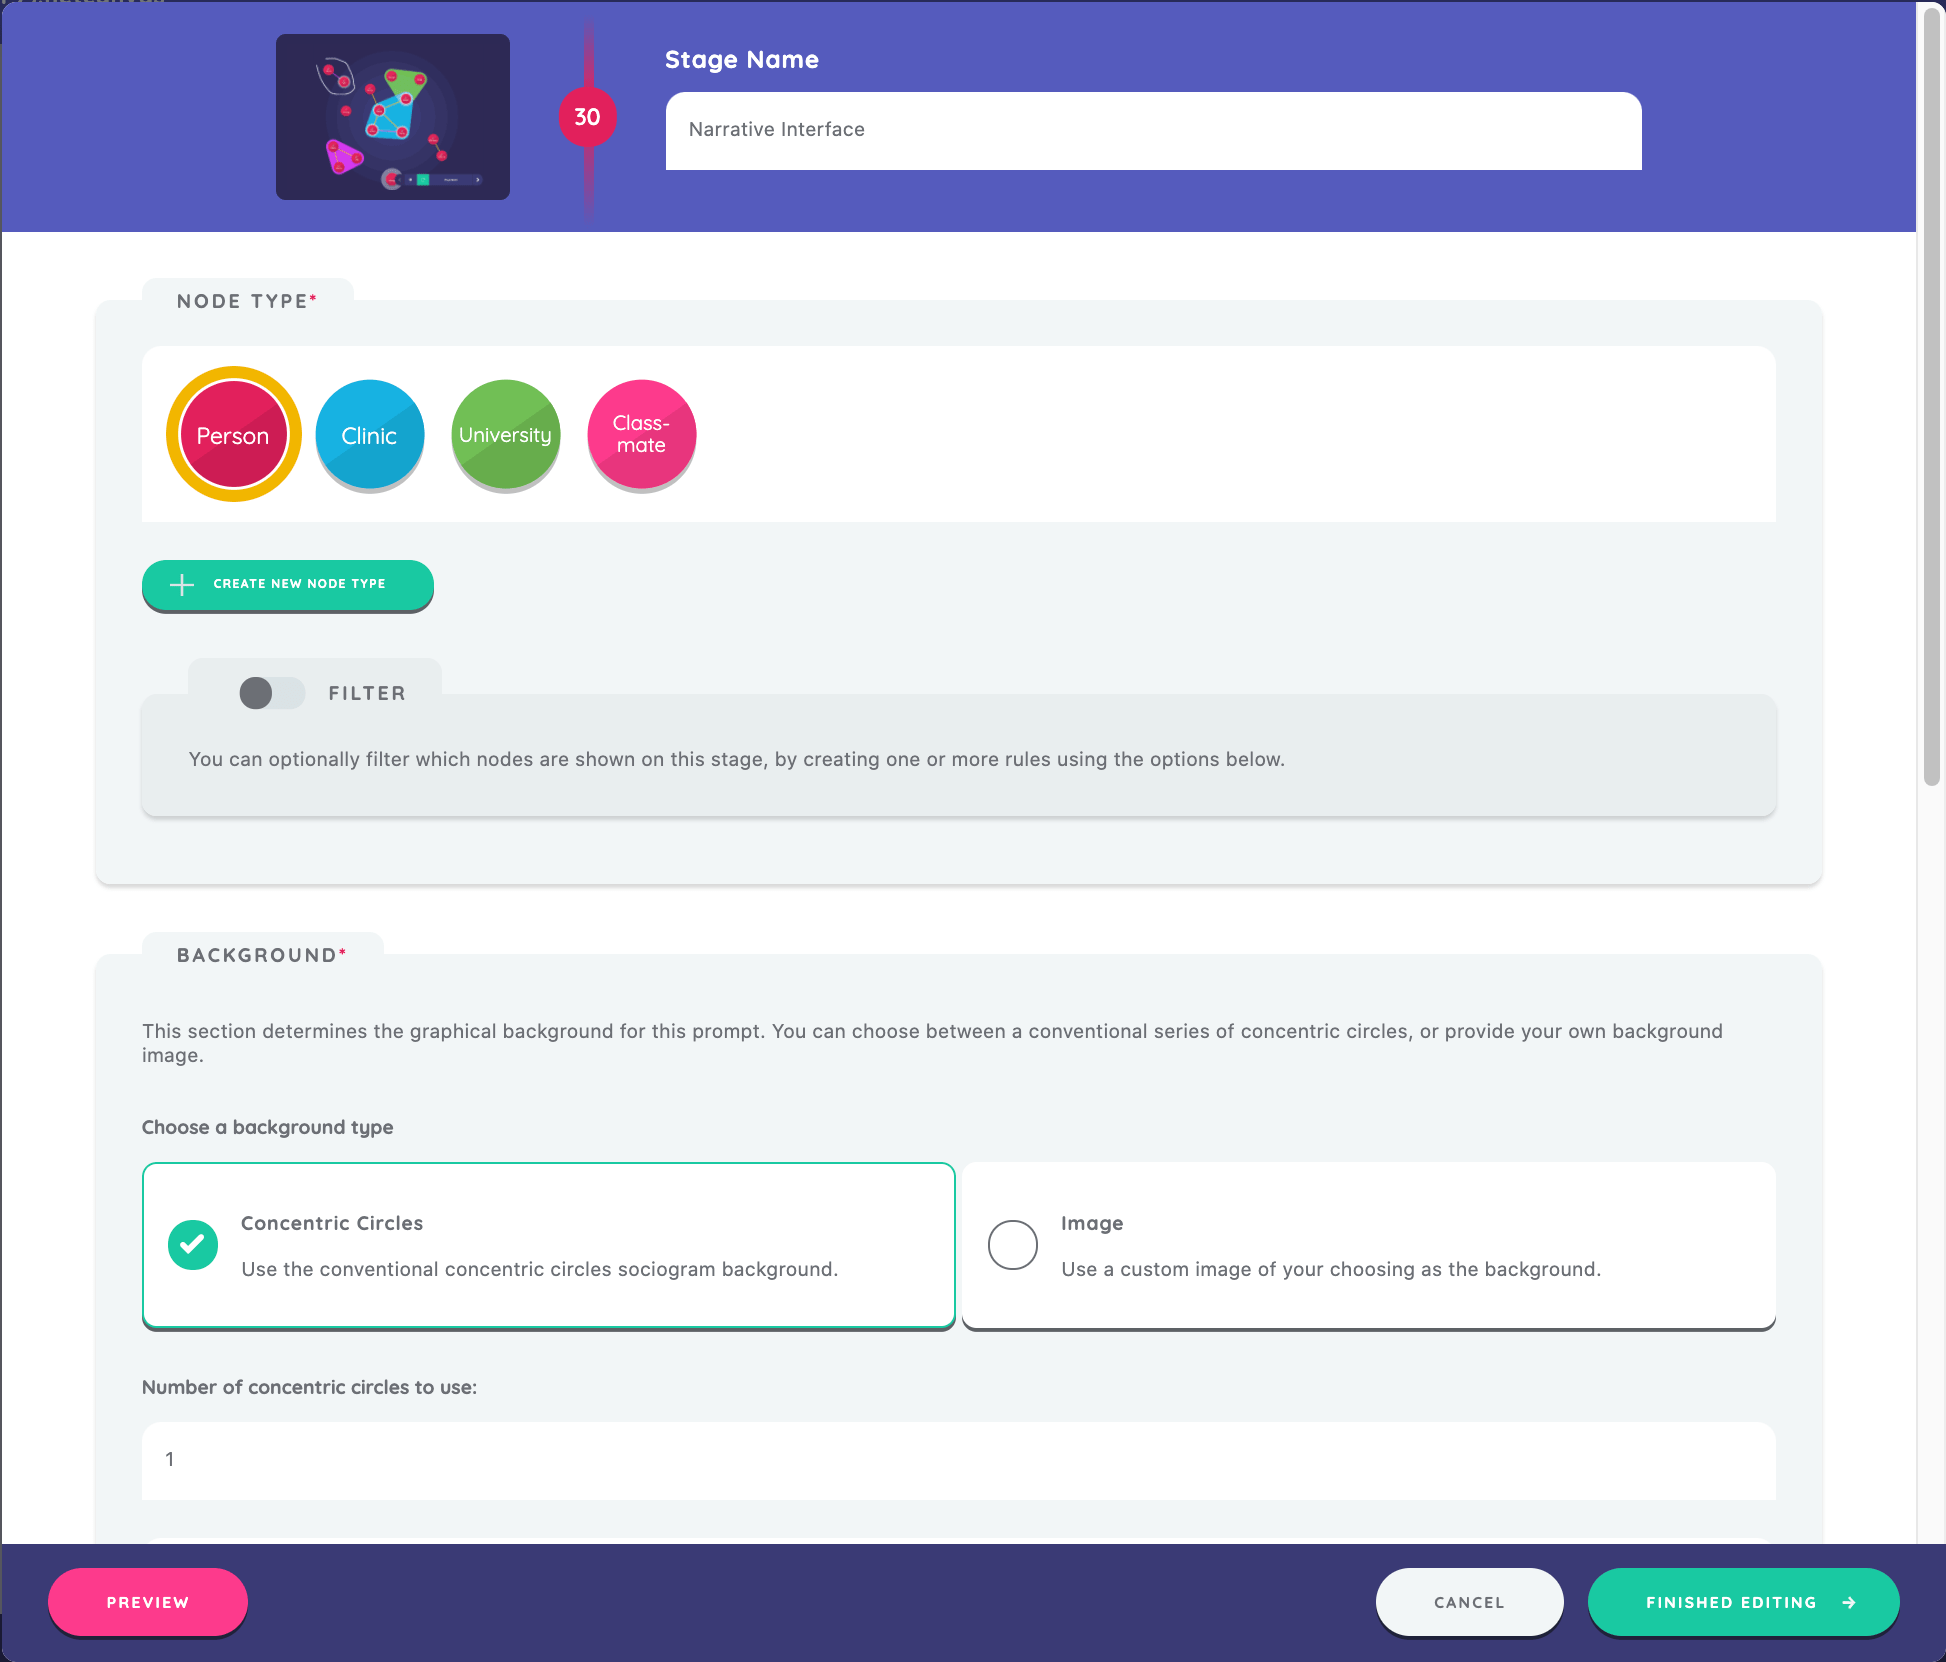 Stage Name
30
Narrative Interface
NODE TYPE*
Person
Clinic
University
Class-
mate
CREATE NEW NODE TYPE
FILTER
You can optionally filter which nodes are shown on this stage, by creating one or more rules using the options below.
BACKGROUND*
This section determines the graphical background for this prompt. You can choose between a conventional series of concentric circles, or provide your own background
image.
Choose a background type
Concentric Circles
Use the conventional concentric circles sociogram background.
Image
Use a custom image of your choosing as the background.
Number of concentric circles to use:
1
PREVIEW
CANCEL
FINISHED EDITING